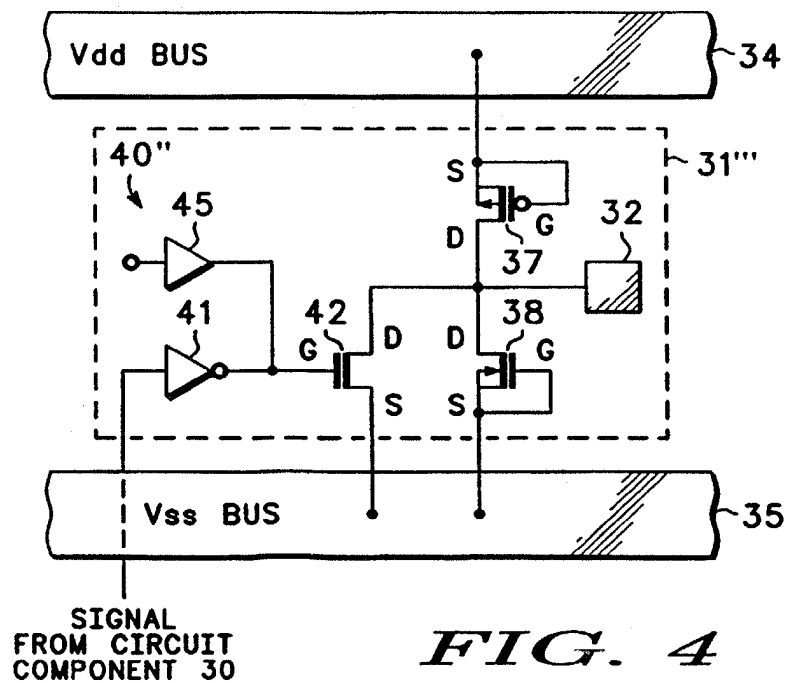 Vdd BUS
34
40"
31'''
S
45
32
G
D
37
41
42
38
G
D
D
G
S
S
Vss BUS
35
SIGNAL
FROM CIRCUIT
COMPONENT 30
FIG. 4